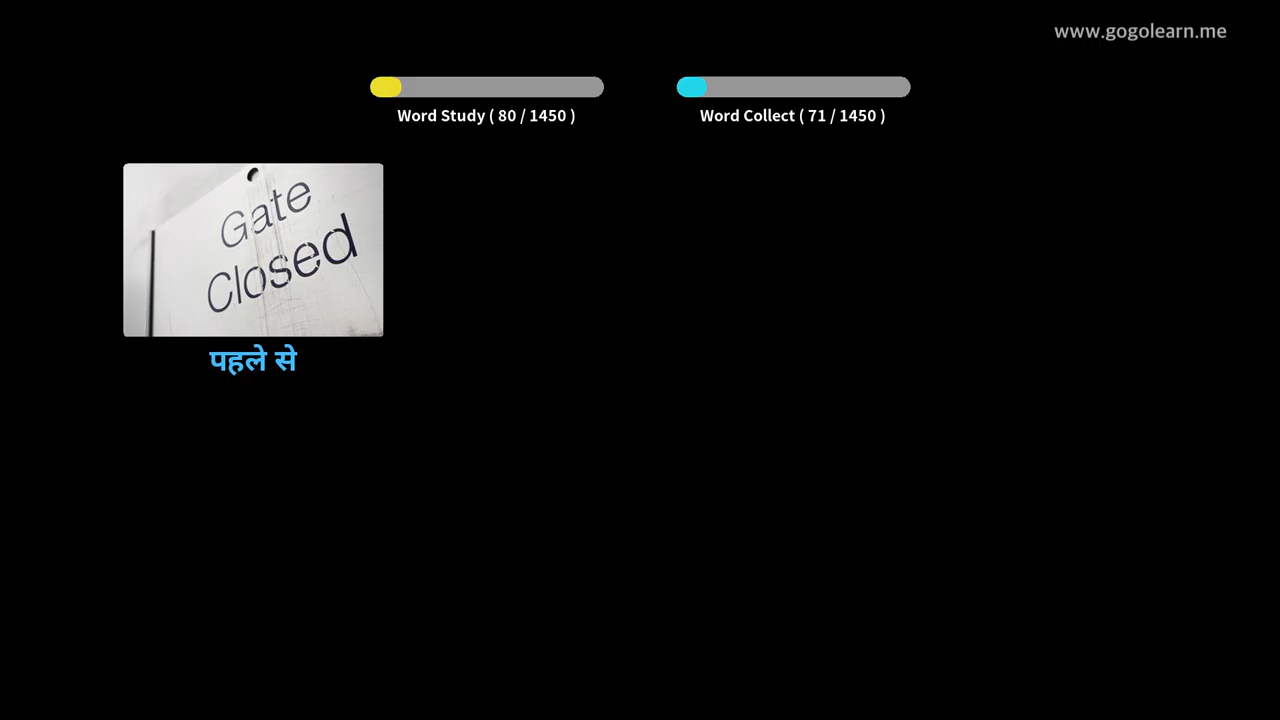 www.gogolearn.me
Word Study ( 80 / 1450 )
Word Collect ( 71 / 1450 )
Gate
Closed
पहले से